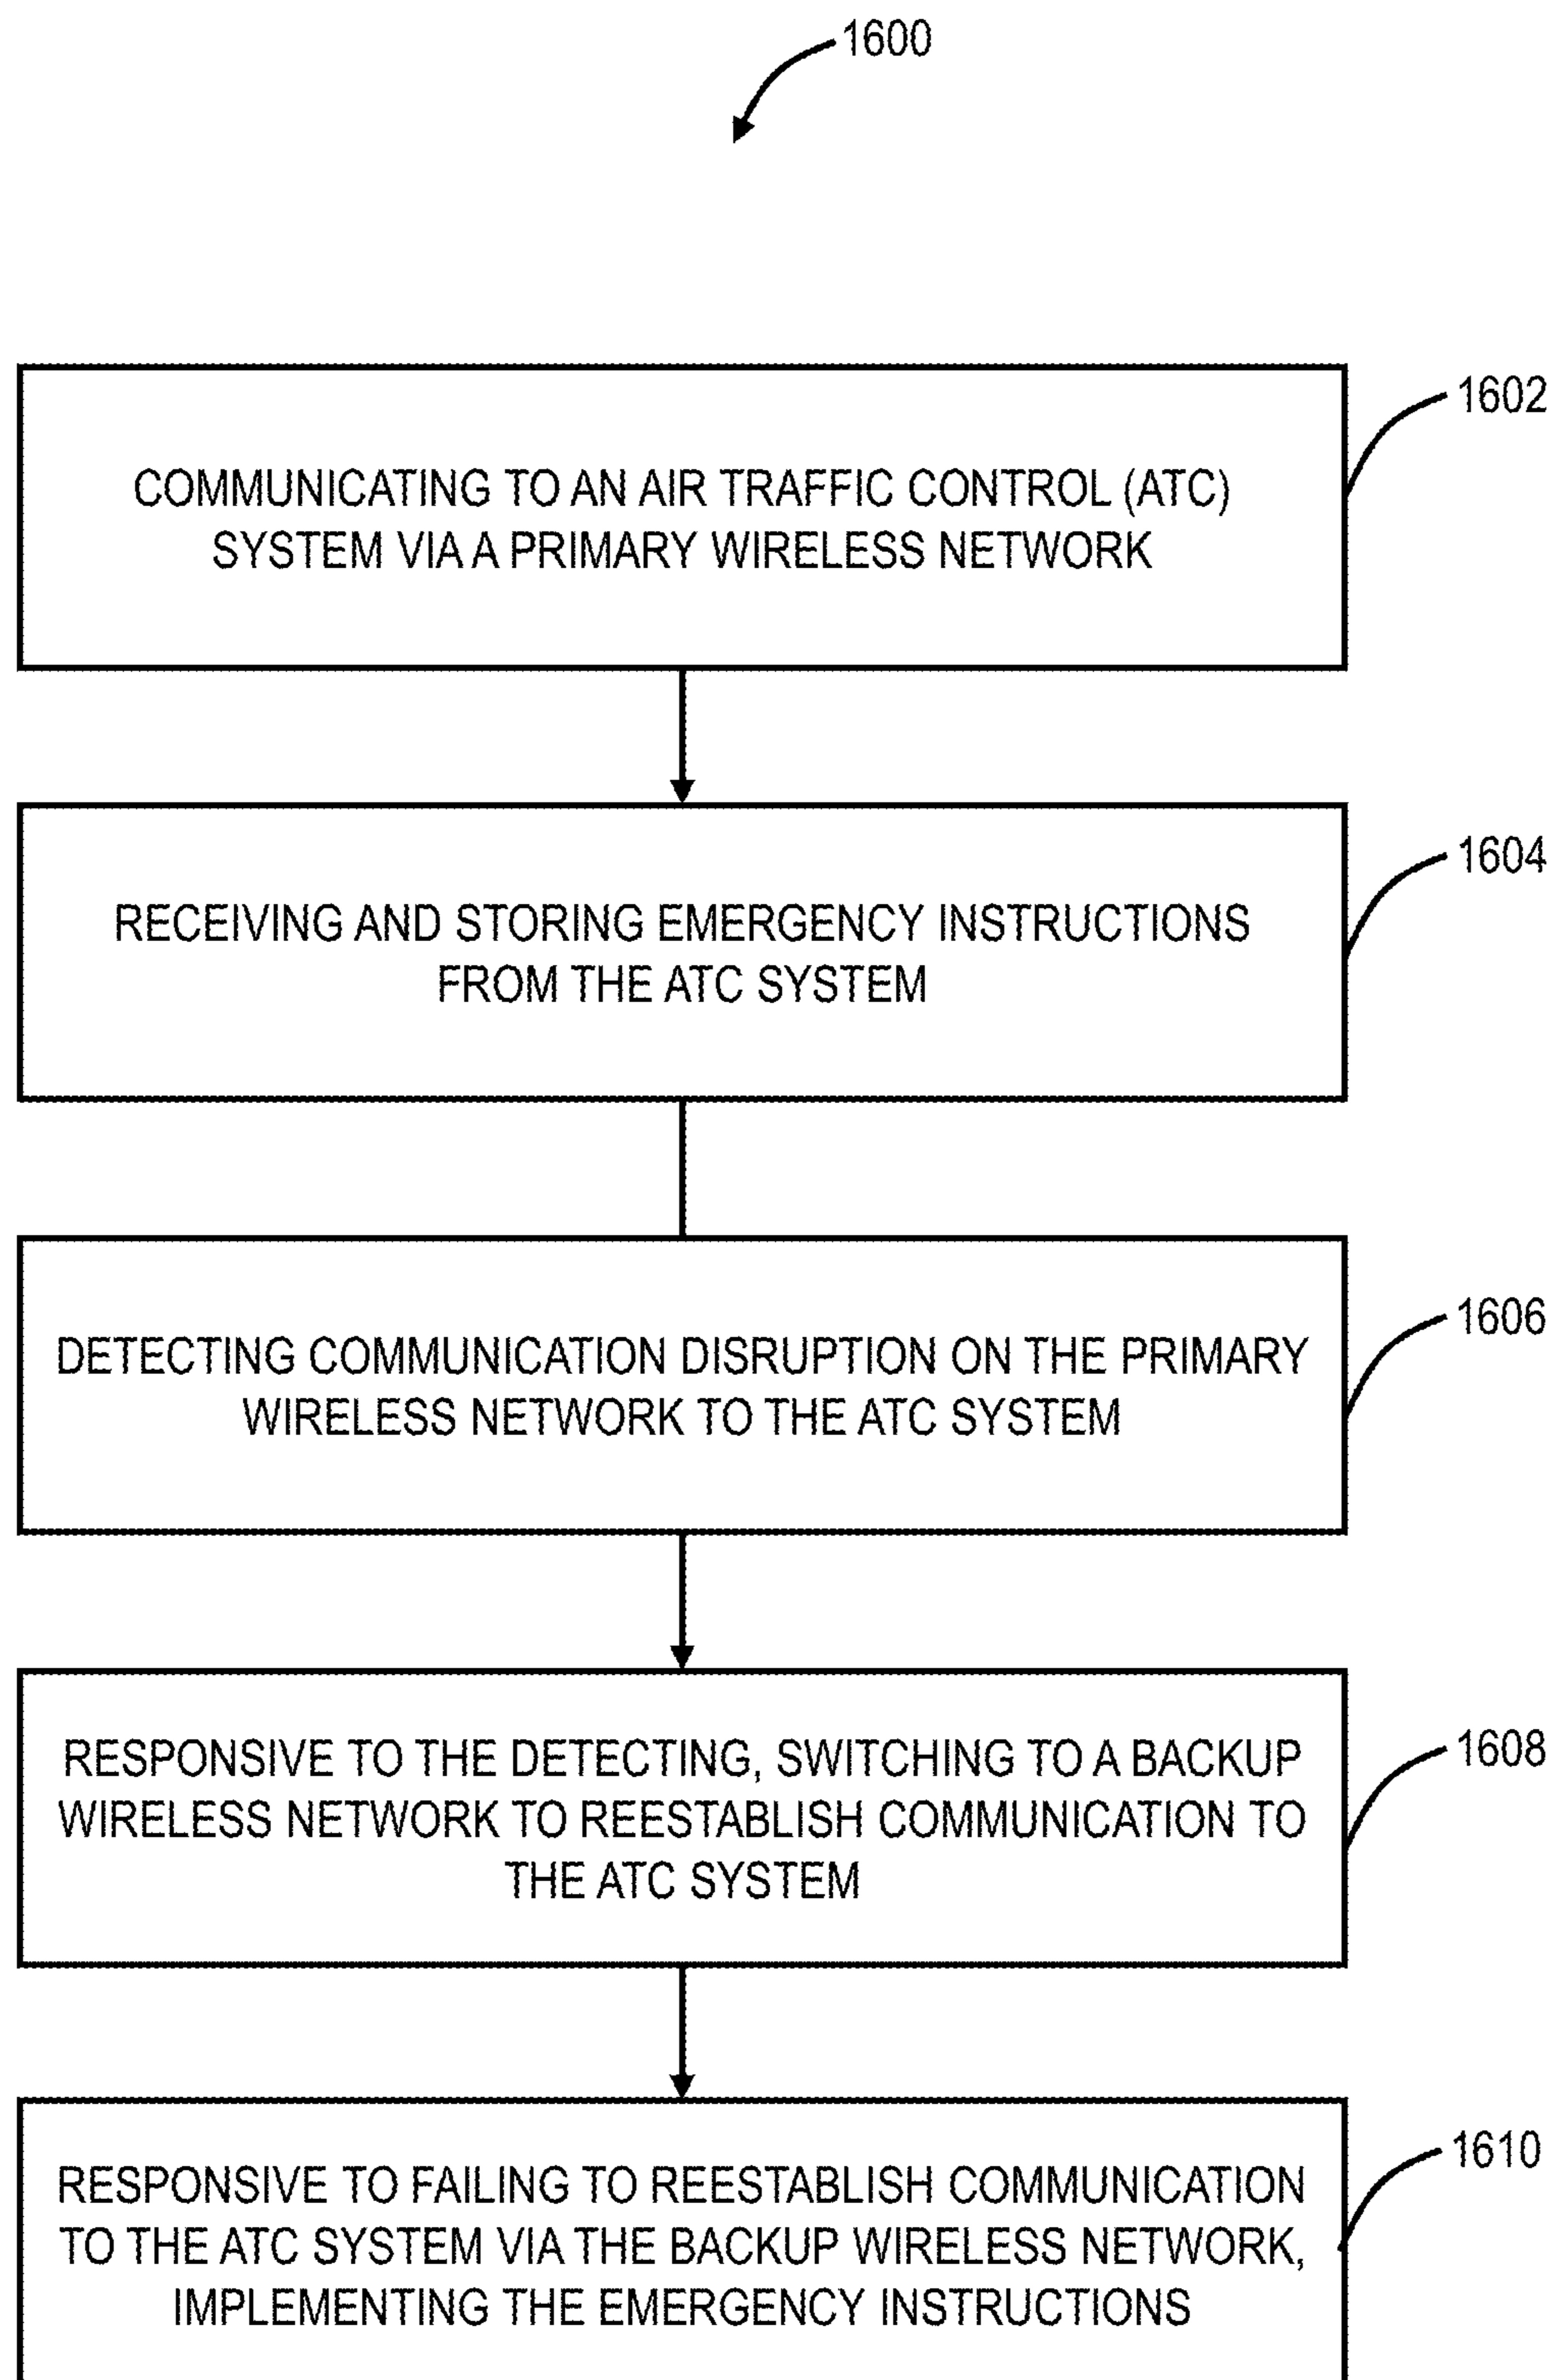 1600
1602
COMMUNICATING TO AN AIR TRAFFIC CONTROL (ATC)
SYSTEM VIA A PRIMARY WIRELESS NETWORK
1604
RECEIVING AND STORING EMERGENCY INSTRUCTIONS
FROM THE ATC SYSTEM
1606
DETECTING COMMUNICATION DISRUPTION ON THE PRIMARY
WIRELESS NETWORK TO THE ATC SYSTEM
1608
RESPONSIVE TO THE DETECTING, SWITCHING TO A BACKUP
WIRELESS NETWORK TO REESTABLISH COMMUNICATION TO
THE ATC SYSTEM
1610
RESPONSIVE TO FAILING TO REESTABLISH COMMUNICATION
TO THE ATC SYSTEM VIA THE BACKUP WIRELESS NETWORK,
IMPLEMENTING THE EMERGENCY INSTRUCTIONS